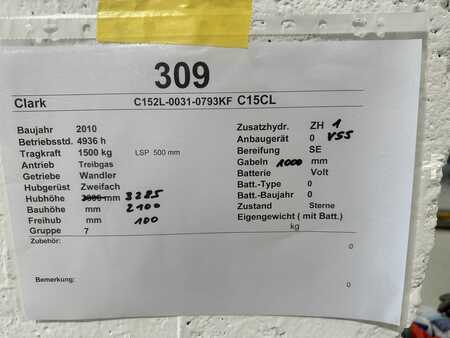 309
Clark C152L-0031-0793KF C15CL
Baujahr 2010
Betriebsstd. 4936 h
Tragkraft 1500 kg LSP 500 mm
Antrieb Treibgas
Getriebe Wandler
Hubgerüst Zweifach
Hubhöhe mm 3285
Bauhöhe mm 2100
Freihub mm 100
Gruppe 7
Zusatzhydr. ZH 1
Anbaugerät 0 VSS
Bereifung SE
Gabeln 1000 mm
Batterie Volt
Batt.-Type 0
Batt.-Baujahr 0
Zustand Sterne
Eigengewicht ( mit Batt.)
kg
Zubehör: 0
Bemerkung: 0